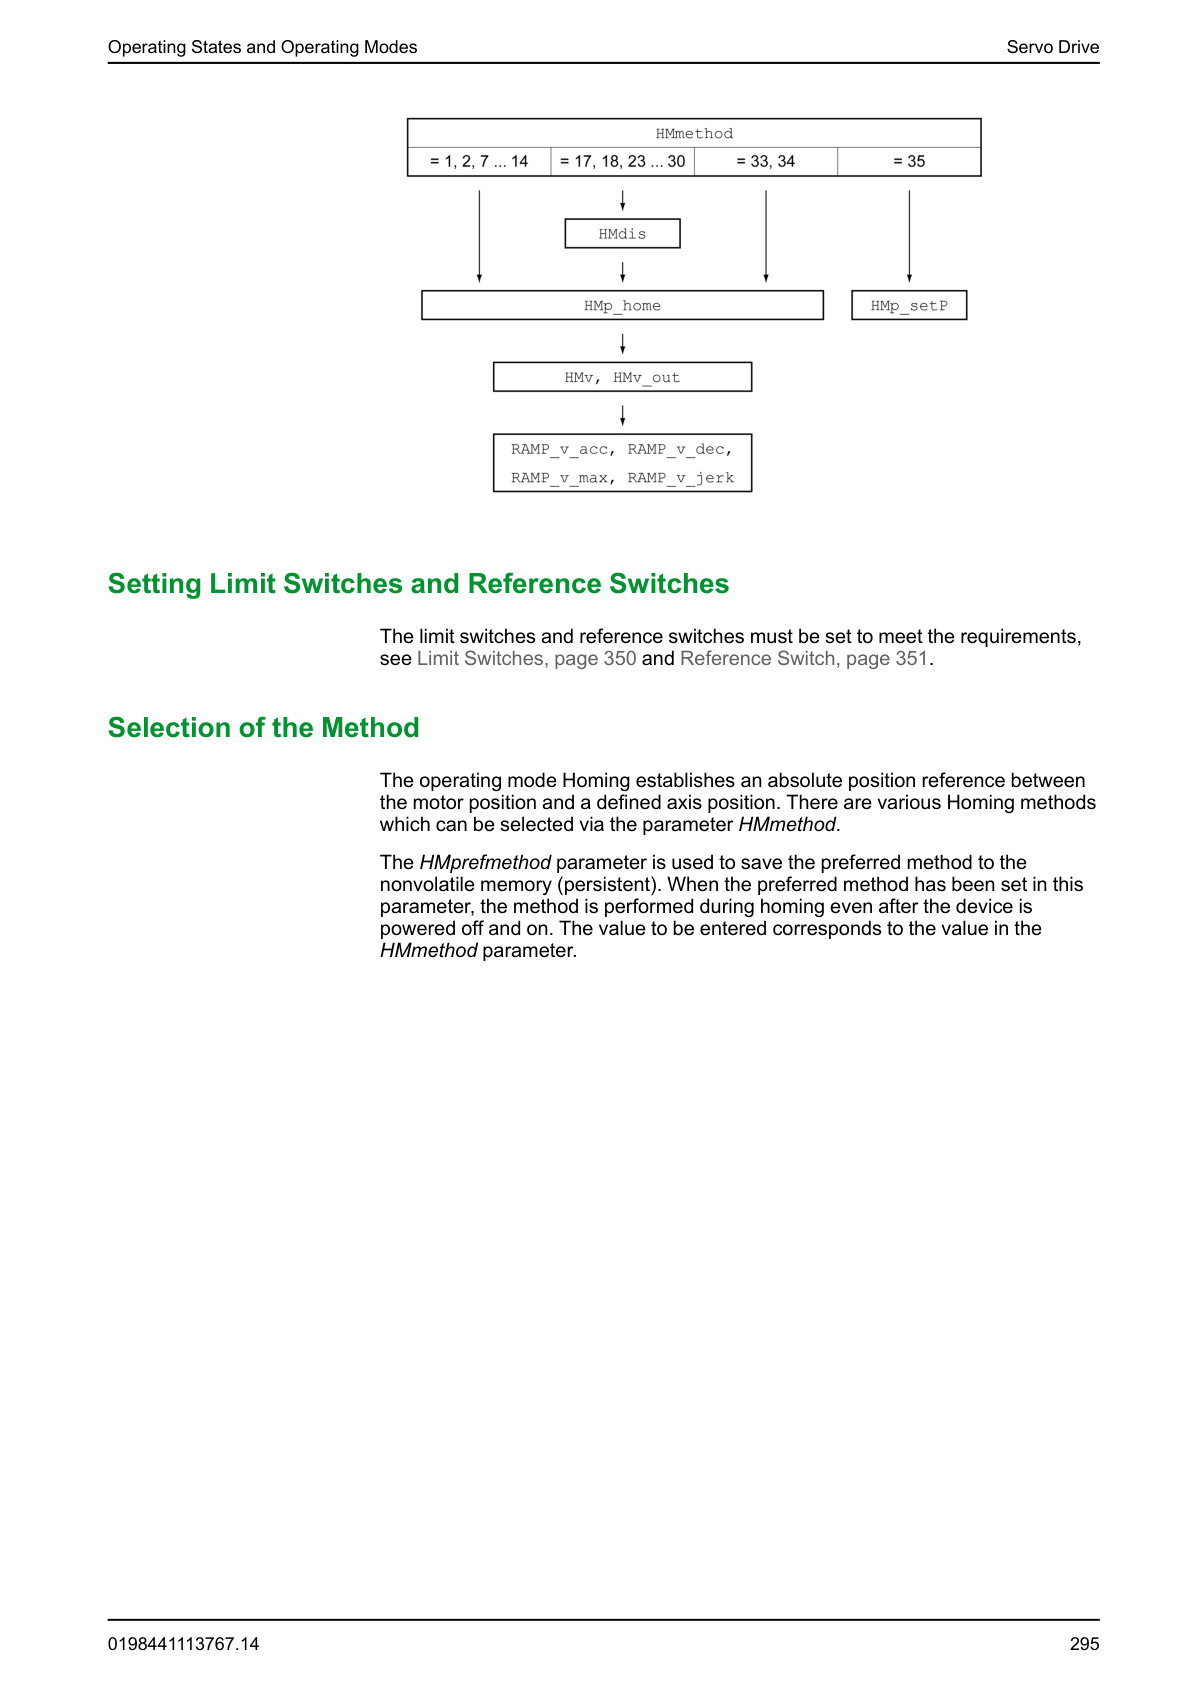 Operating States and Operating Modes
Servo Drive
HMmethod
= 1, 2, 7 ... 14
= 17, 18, 23 ... 30
= 33, 34
= 35
HMdis
HMp_home
HMp_setP
HMv, HMv_out
RAMP_v_acc, RAMP_v_dec,
RAMP_v_max, RAMP_v_jerk
Setting Limit Switches and Reference Switches
The limit switches and reference switches must be set to meet the requirements,
see Limit Switches, page 350 and Reference Switch, page 351.
Selection of the Method
The operating mode Homing establishes an absolute position reference between
the motor position and a defined axis position. There are various Homing methods
which can be selected via the parameter HMmethod.
The HMprefmethod parameter is used to save the preferred method to the
nonvolatile memory (persistent). When the preferred method has been set in this
parameter, the method is performed during homing even after the device is
powered off and on. The value to be entered corresponds to the value in the
HMmethod parameter.
0198441113767.14
295